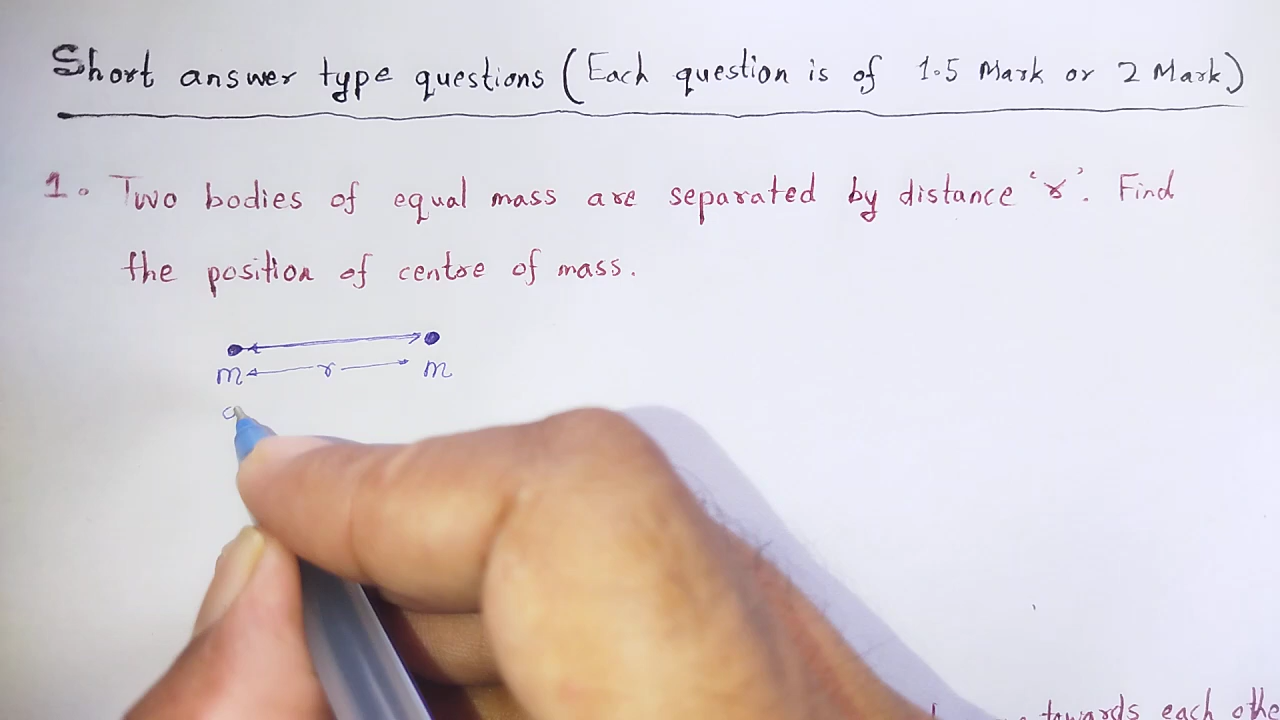 Short answer type questions (Each question is of 1.5 Mark or 2 Mark)
1. Two bodies of equal mass are separated by distance 'r'. Find
the position of centre of mass.
m r m
towards each othe